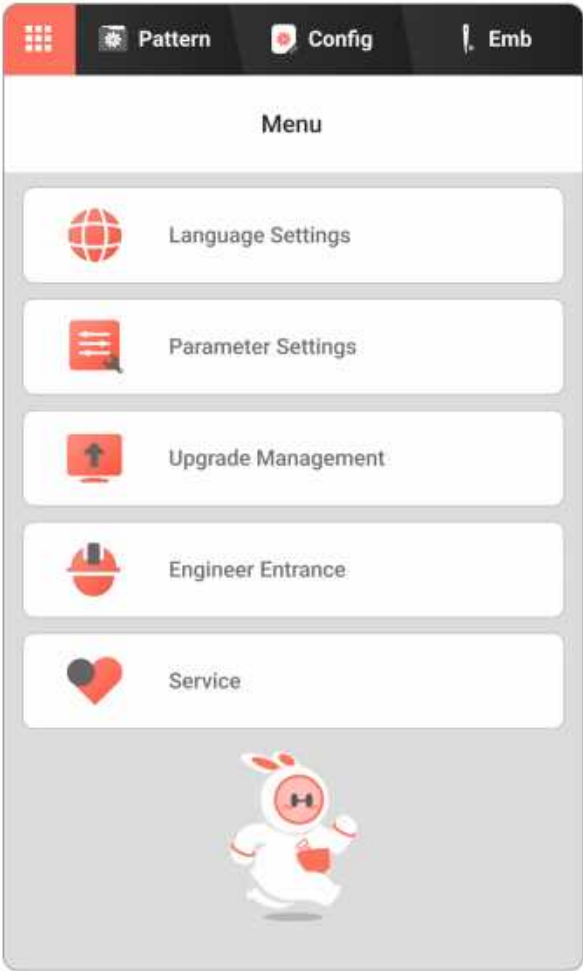 Pattern Config Emb
Menu
Language Settings
Parameter Settings
Upgrade Management
Engineer Entrance
Service